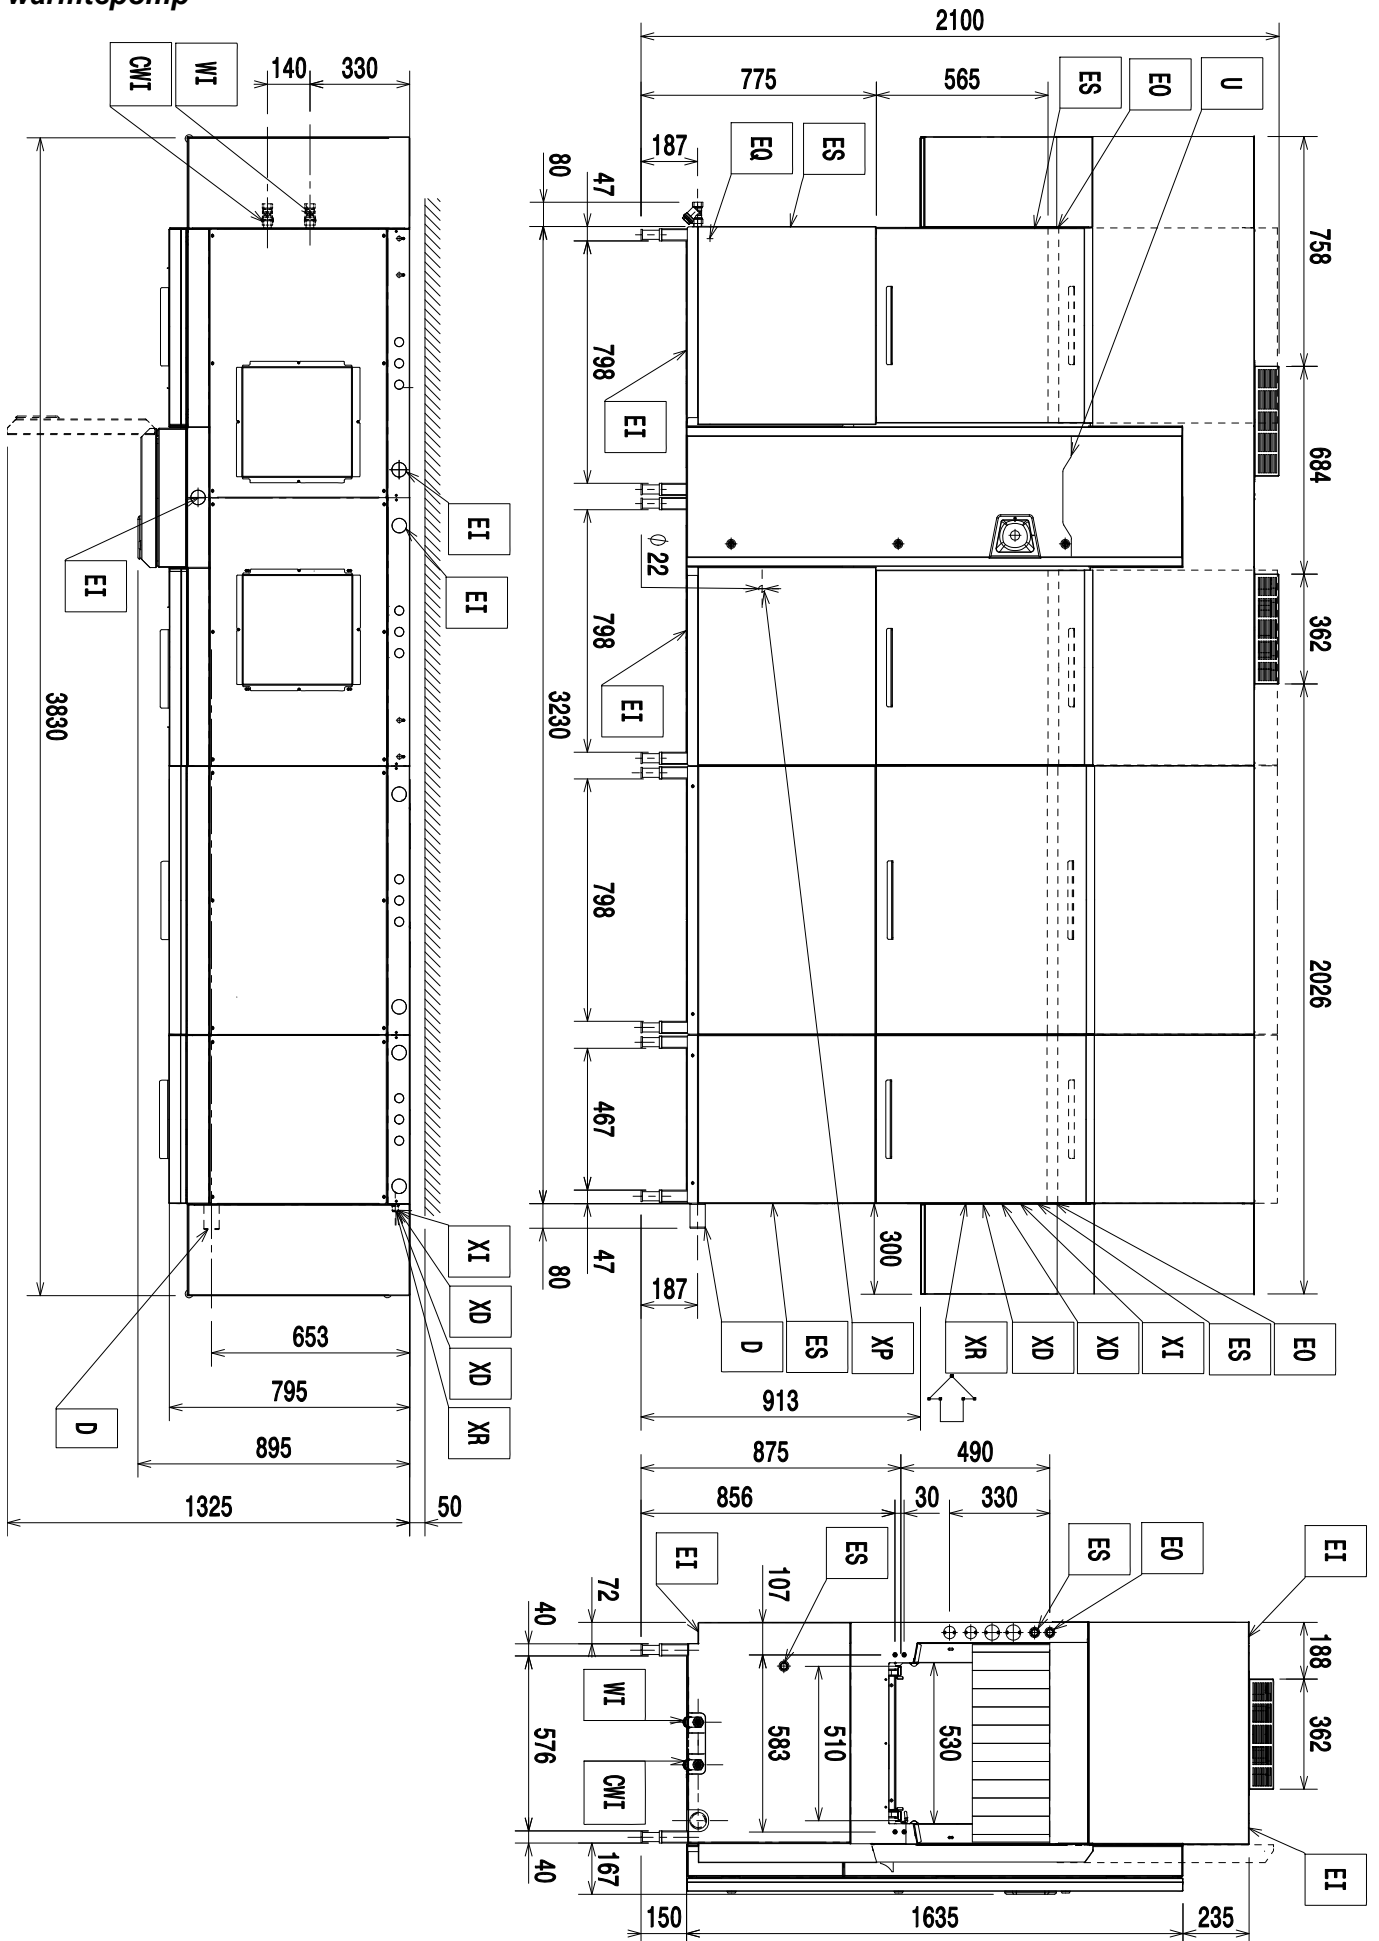 warmtepomp
2100
775
565
ES
EO
U
187
EQ
ES
80
47
758
798
EI
684
ϕ 22
362
798
EI
3230
798
2026
467
47
80
300
187
D
ES
XP
XR
XD
XD
XI
ES
EO
913
CWI
WI
140
330
EI
EI
EI
3830
XI
XD
XD
XR
653
795
D
895
1325
50
875
490
856
30
330
EI
ES
107
ES
EO
EI
72
40
188
WI
576
583
510
530
362
CWI
40
167
EI
150
1635
235